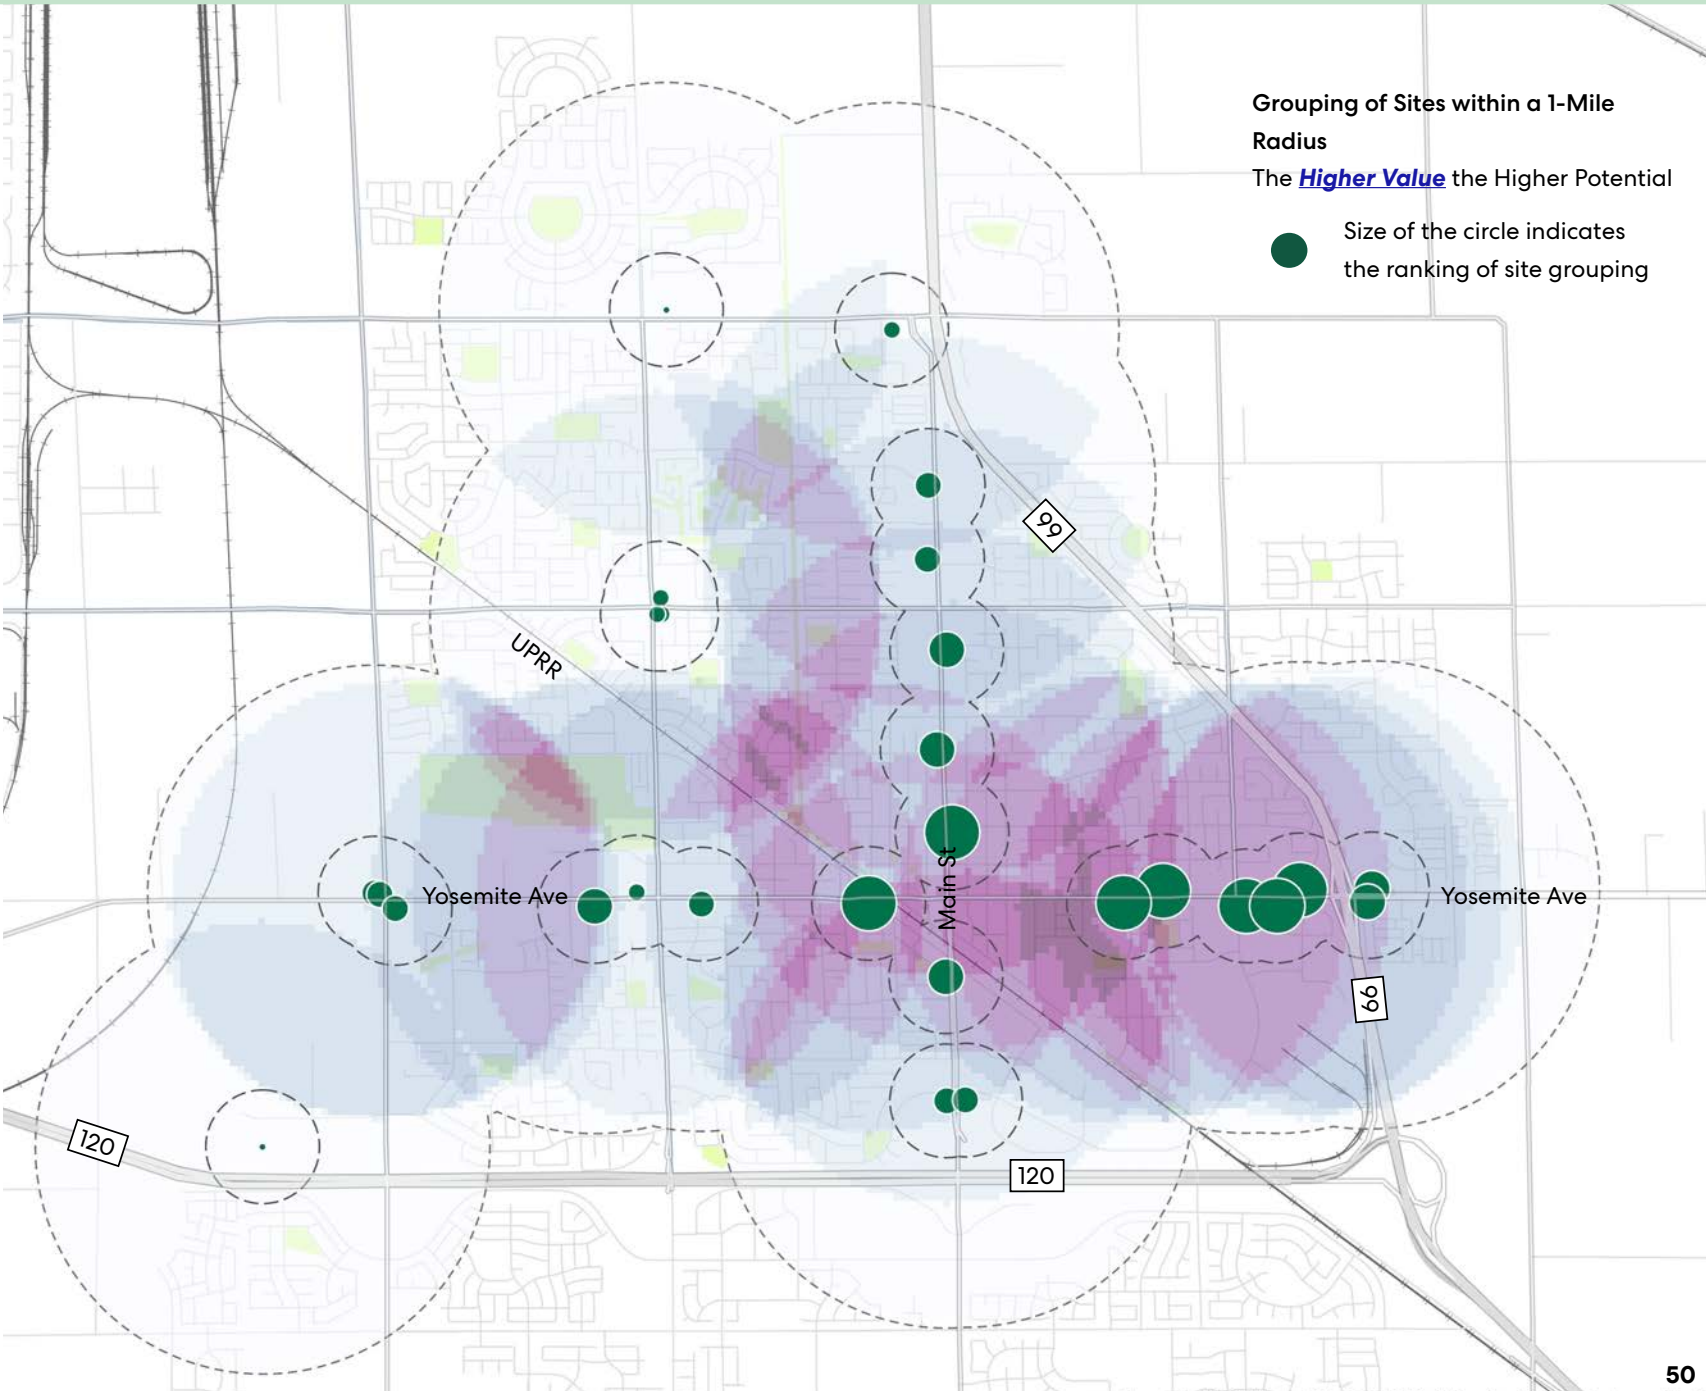 Grouping of Sites within a 1-Mile
Radius
The Higher Value the Higher Potential
Size of the circle indicates
the ranking of site grouping
99
UPRR
Main St
Yosemite Ave
Yosemite Ave
99
120
120
50